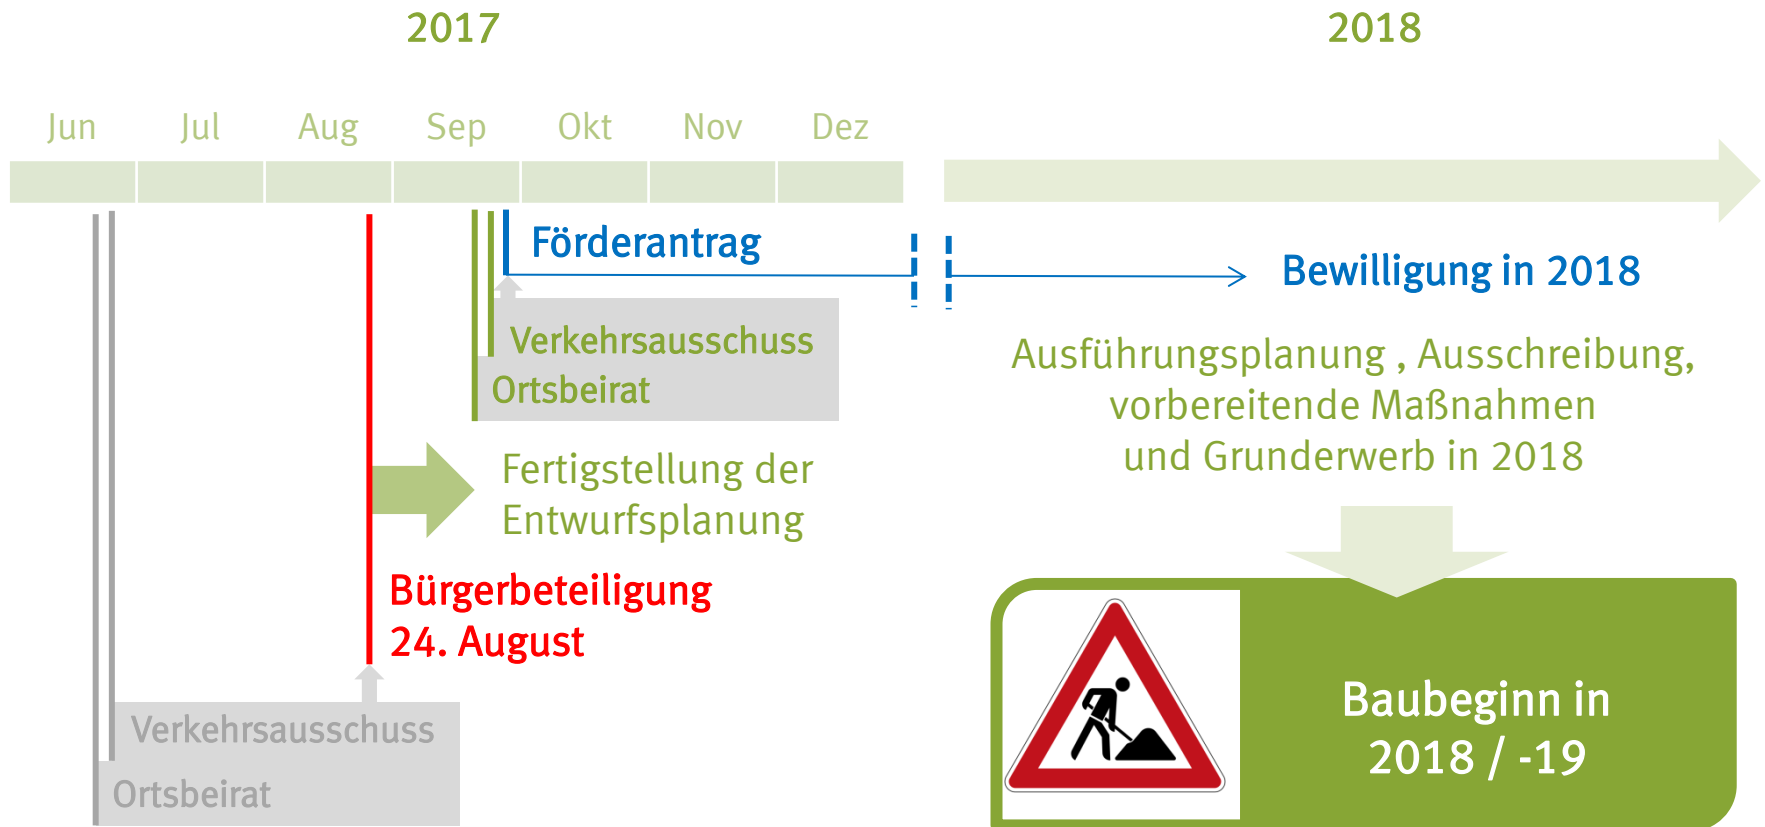 2017
2018
Jun Jul Aug Sep Okt Nov Dez
Förderantrag
Bewilligung in 2018
Verkehrsausschuss
Ortsbeirat
Ausführungsplanung , Ausschreibung,
vorbereitende Maßnahmen
und Grunderwerb in 2018
Fertigstellung der
Entwurfsplanung
Bürgerbeteiligung
24. August
Verkehrsausschuss
Ortsbeirat
Baubeginn in
2018 / -19